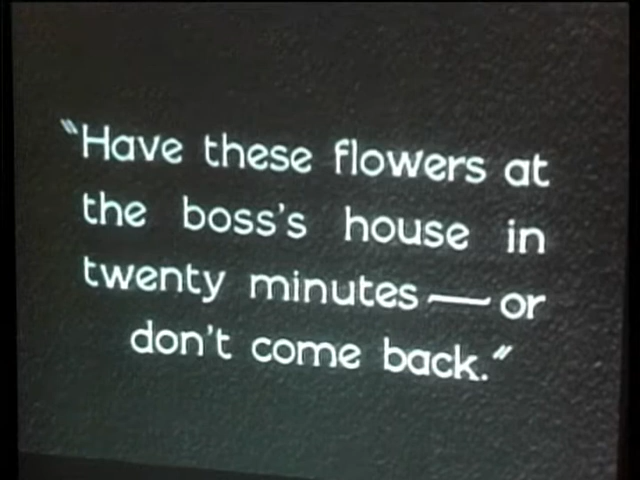 "Have these flowers at
the boss's house in
twenty minutes — or
don't come back."